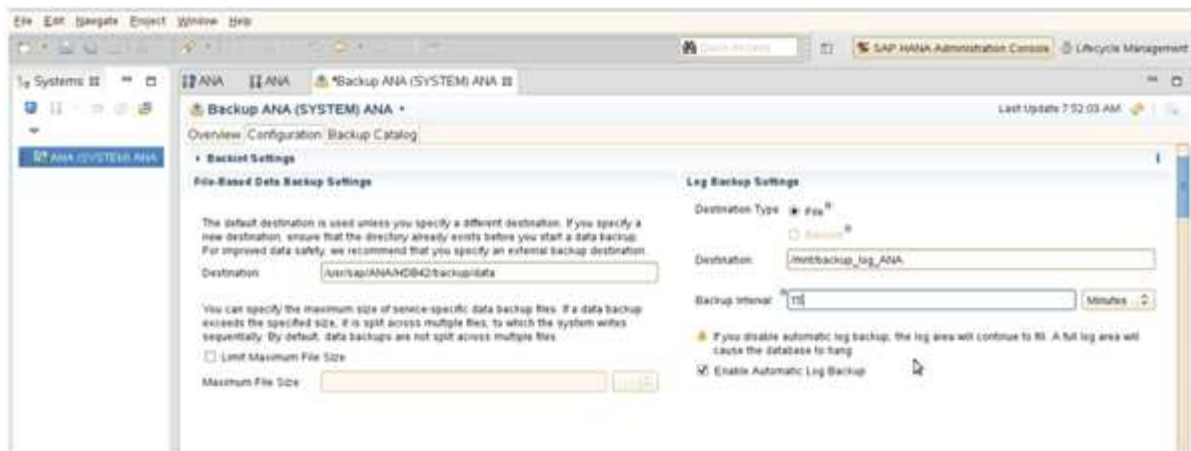 File Edit Navigate Project Window Help
Quick Access
SAP HANA Administration Console
Lifecycle Management
Systems
ANA
ANA
*Backup ANA (SYSTEM) ANA
Backup ANA (SYSTEM) ANA
Last Update 7:52:03 AM
Overview Configuration Backup Catalog
ANA (SYSTEM) ANA
Backint Settings
File-Based Data Backup Settings
The default destination is used unless you specify a different destination. If you specify a
new destination, ensure that the directory already exists before you start a data backup.
For improved data safety, we recommend that you specify an external backup destination.
Destination
/usr/sap/ANA/HDB42/backup/data
You can specify the maximum size of service-specific data backup files. If a data backup
exceeds the specified size, it is split across multiple files, to which the system writes
sequentially. By default, data backups are not split across multiple files.
Limit Maximum File Size
Maximum File Size
Log Backup Settings
Destination Type
File
Backint
Destination
/mnt/backup_log_ANA
Backup Interval
15
Minutes
If you disable automatic log backup, the log area will continue to fill. A full log area will
cause the database to hang
Enable Automatic Log Backup